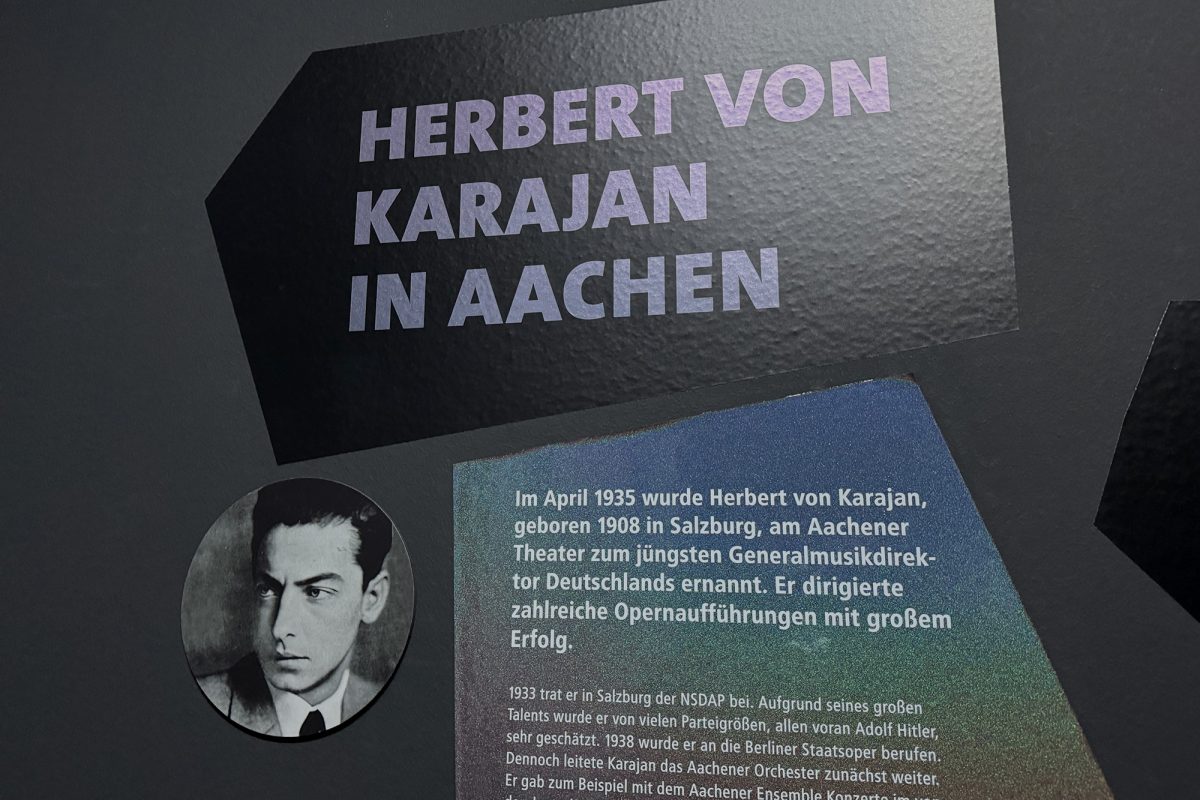 HERBERT VON
KARAJAN
IN AACHEN
Im April 1935 wurde Herbert von Karajan,
geboren 1908 in Salzburg, am Aachener
Theater zum jüngsten Generalmusikdirek-
tor Deutschlands ernannt. Er dirigierte
zahlreiche Opernaufführungen mit großem
Erfolg.
1933 trat er in Salzburg der NSDAP bei. Aufgrund seines großen
Talents wurde er von vielen Parteigrößen, allen voran Adolf Hitler,
sehr geschätzt. 1938 wurde er an die Berliner Staatsoper berufen.
Dennoch leitete Karajan das Aachener Orchester zunächst weiter.
Er gab zum Beispiel mit dem Aachener Ensemble Konzerte im von